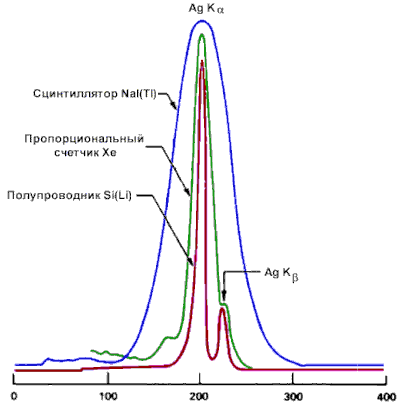 Ag Kα
Сцинтиллятор NaI(Tl)
Пропорциональный
счетчик Xe
Полупроводник Si(Li)
Ag Kβ
0 100 200 300 400